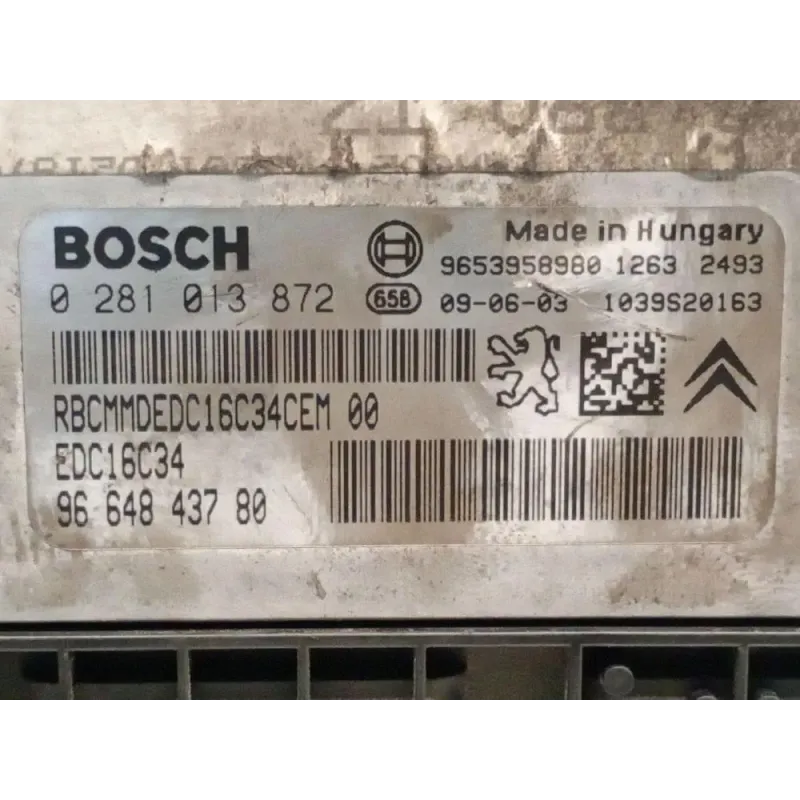 BOSCH
Made in Hungary
9653958980 1263 2493
0 281 013 872
658
09-06-03 1039S20163
RBCMMDEDC16C34CEM 00
EDC16C34
96 648 437 80